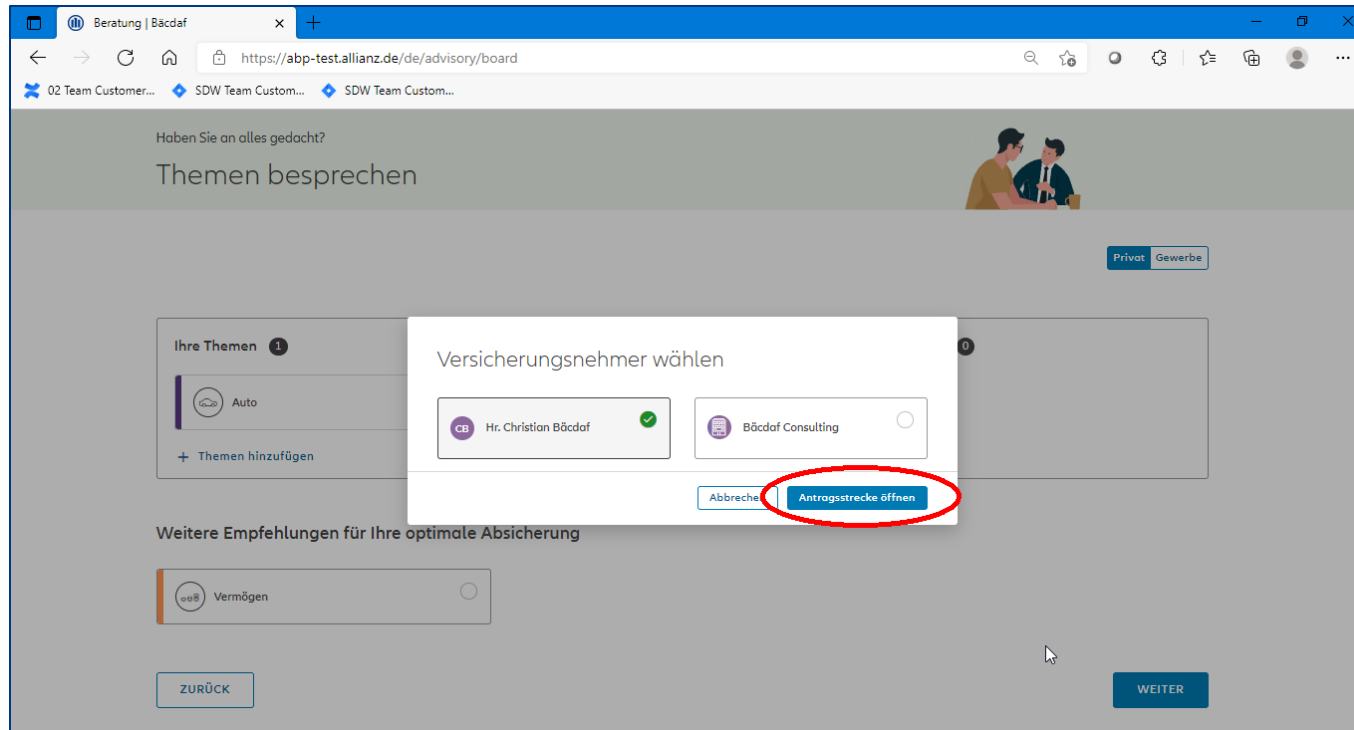 Beratung | Bäcdaf
https://abp-test.allianz.de/de/advisory/board
02 Team Customer... SDW Team Custom... SDW Team Custom...
Haben Sie an alles gedacht?
Themen besprechen
Privat Gewerbe
Ihre Themen 1 0
Versicherungsnehmer wählen
Auto
CB Hr. Christian Bäcdaf Bäcdaf Consulting
+ Themen hinzufügen
Abbreche Antragsstrecke öffnen
Weitere Empfehlungen für Ihre optimale Absicherung
Vermögen
ZURÜCK WEITER